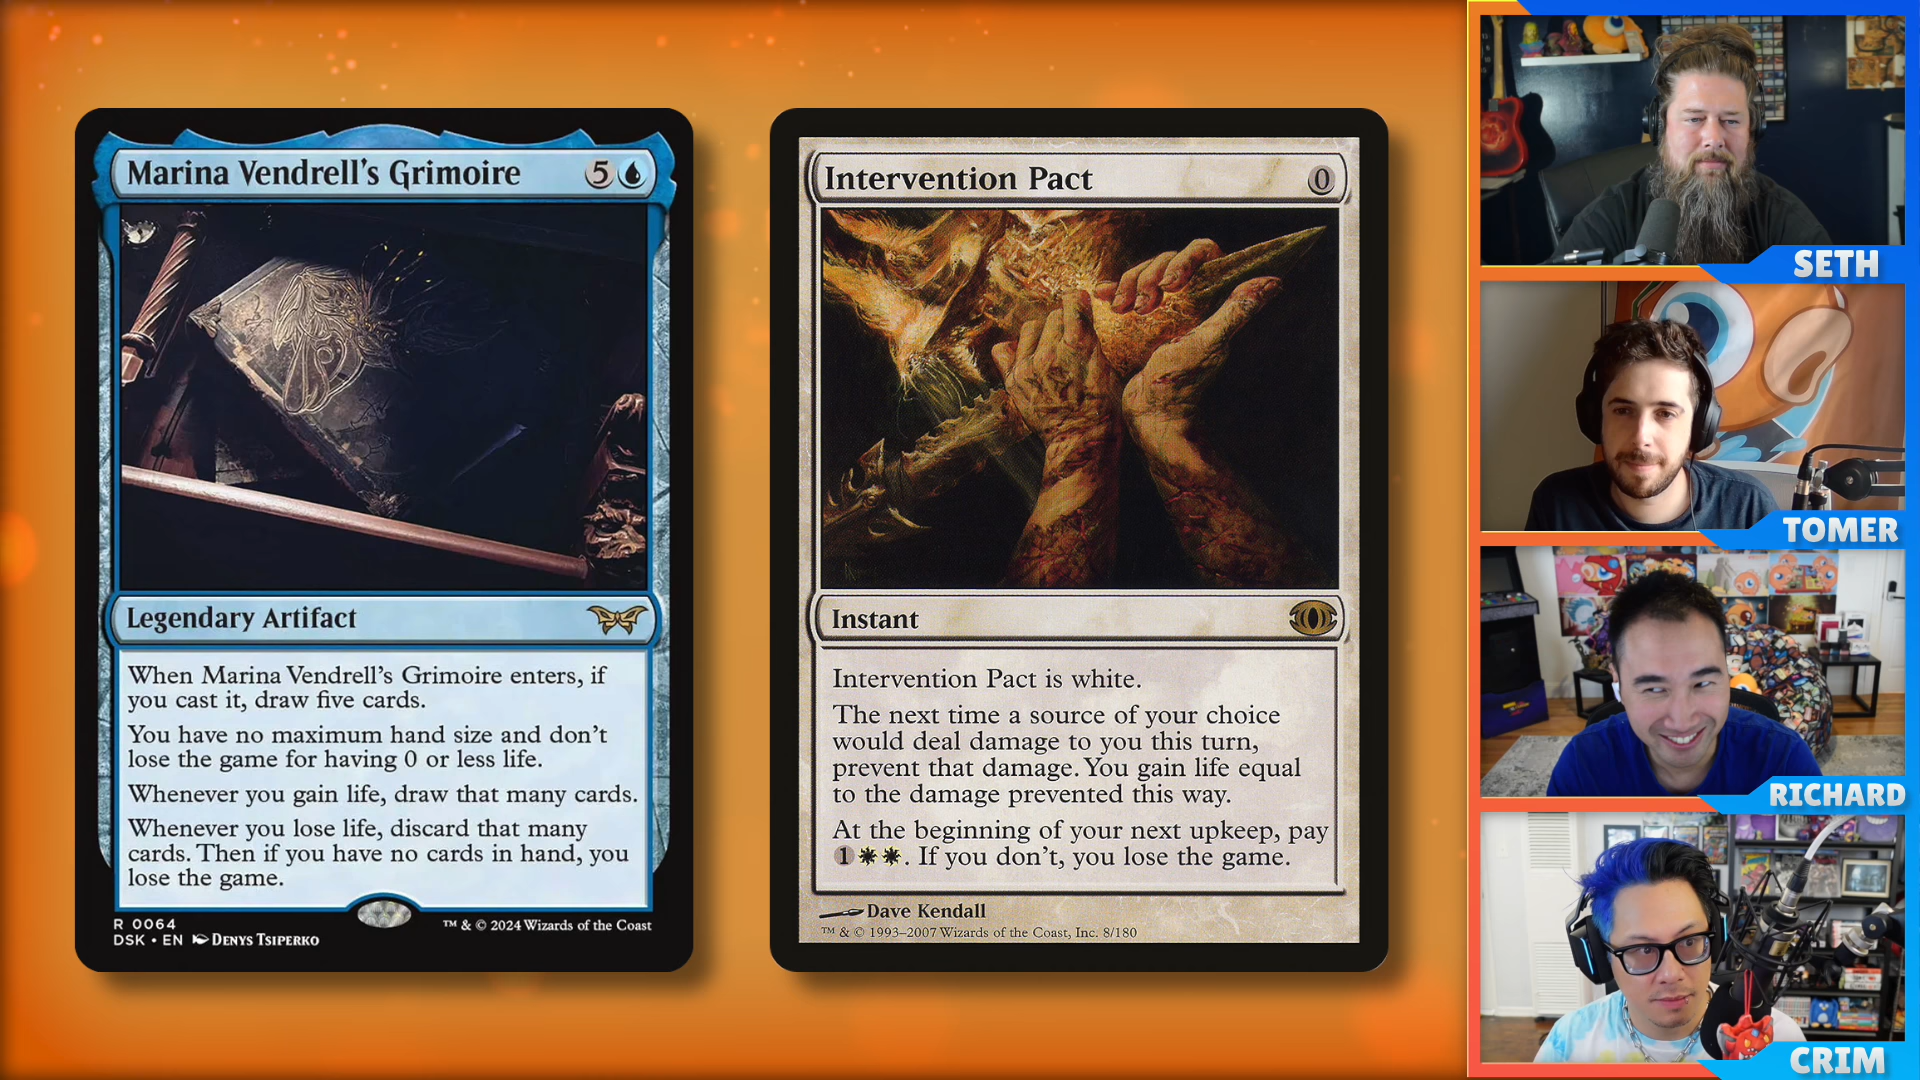 Marina Vendrell's Grimoire 5
Legendary Artifact
When Marina Vendrell's Grimoire enters, if
you cast it, draw five cards.
You have no maximum hand size and don't
lose the game for having 0 or less life.
Whenever you gain life, draw that many cards.
Whenever you lose life, discard that many
cards. Then if you have no cards in hand, you
lose the game.
R 0064
DSK • EN Denys Tsiperko
™ & © 2024 Wizards of the Coast
Intervention Pact 0
Instant
Intervention Pact is white.
The next time a source of your choice
would deal damage to you this turn,
prevent that damage. You gain life equal
to the damage prevented this way.
At the beginning of your next upkeep, pay
1. If you don't, you lose the game.
Dave Kendall
™ & © 1993–2007 Wizards of the Coast, Inc. 8/180
SETH
TOMER
RICHARD
CRIM